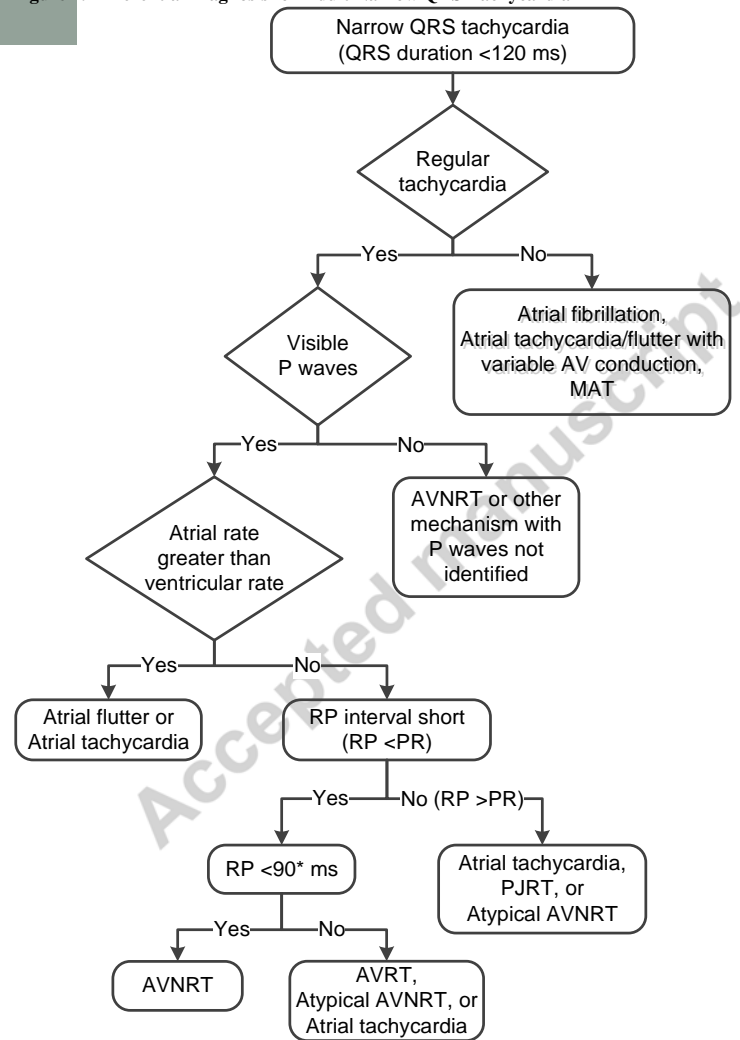 Narrow QRS tachycardia
(QRS duration <120 ms)
Regular
tachycardia
Yes
No
Visible
P waves
Atrial fibrillation,
Atrial tachycardia/flutter with
variable AV conduction,
MAT
Yes
No
Atrial rate
greater than
ventricular rate
AVNRT or other
mechanism with
P waves not
identified
Yes
No
Atrial flutter or
Atrial tachycardia
RP interval short
(RP <PR)
Yes
No (RP >PR)
RP <90* ms
Atrial tachycardia,
PJRT, or
Atypical AVNRT
Yes
No
AVNRT
AVRT,
Atypical AVNRT, or
Atrial tachycardia
Accepted manuscript